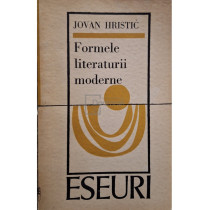 JOVAN HRISTIĆ
Formele
literaturii
moderne
ESEURI